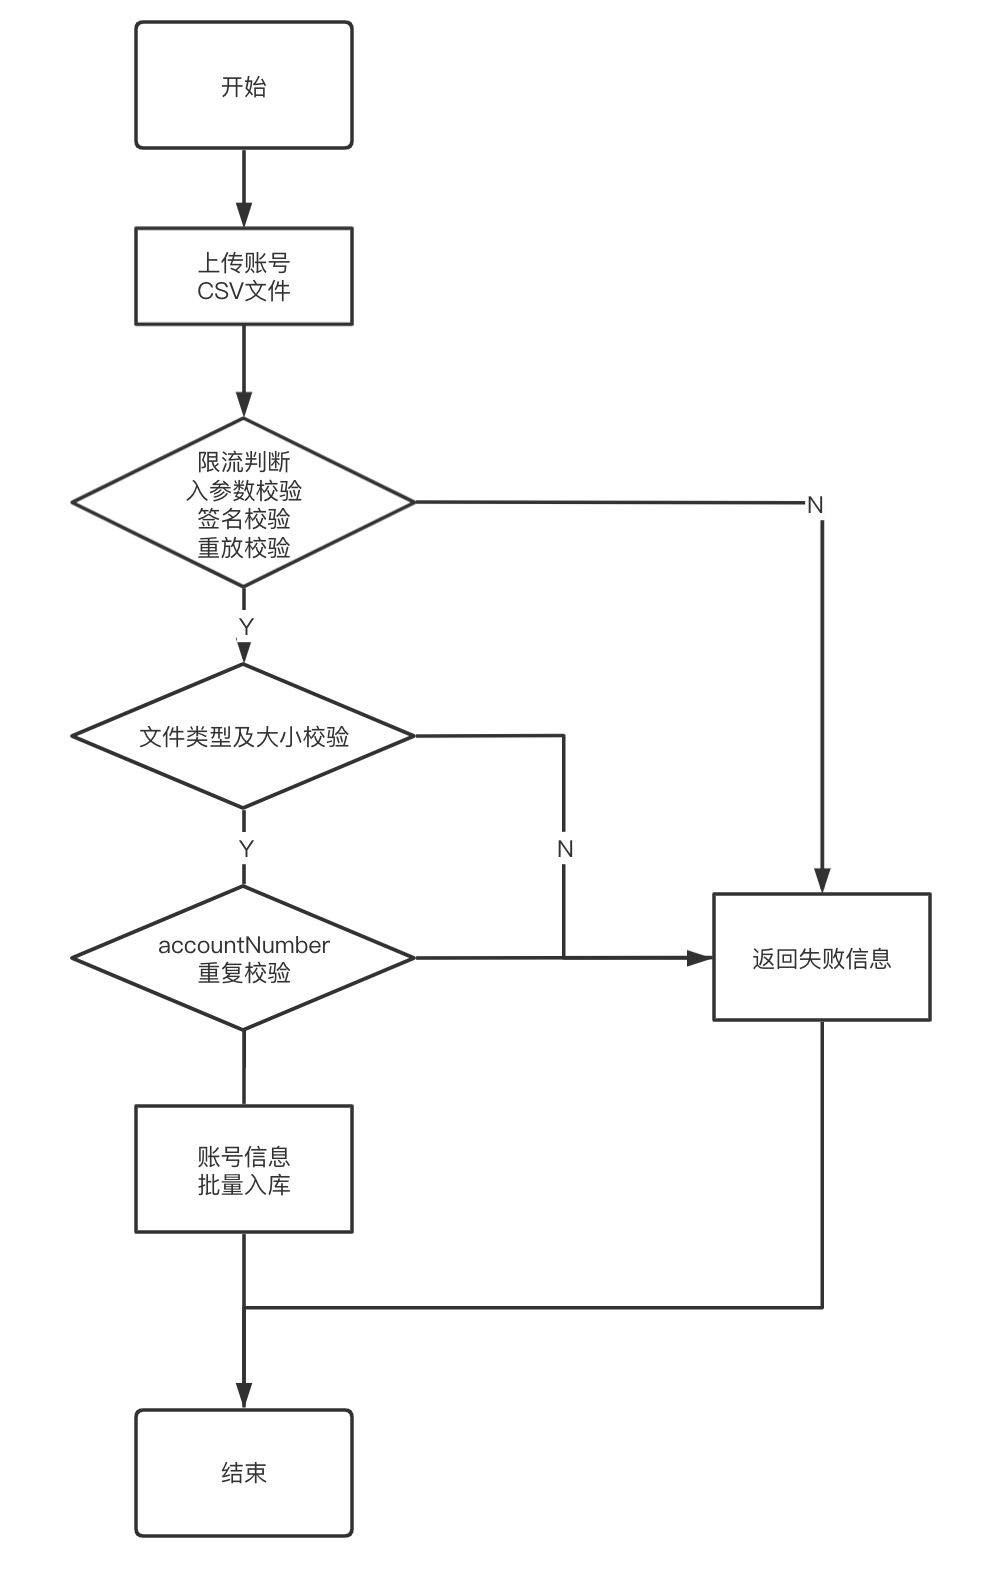 开始
上传账号
CSV文件
限流判断
入参数校验
签名校验
重放校验
N
Y
文件类型及大小校验
Y
N
accountNumber
重复校验
返回失败信息
账号信息
批量入库
结束